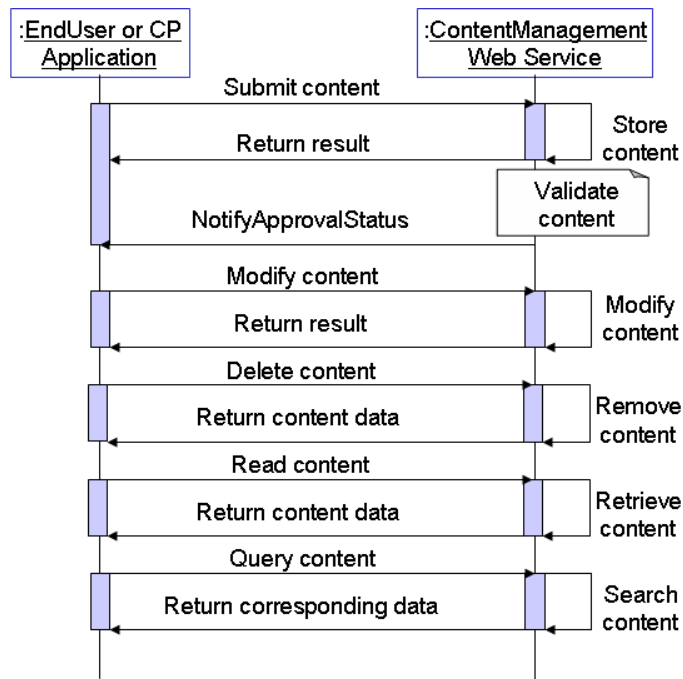 :EndUser or CP
Application
:ContentManagement
Web Service
Submit content
Store
content
Return result
Validate
content
NotifyApprovalStatus
Modify content
Modify
content
Return result
Delete content
Remove
content
Return content data
Read content
Retrieve
content
Return content data
Query content
Search
content
Return corresponding data